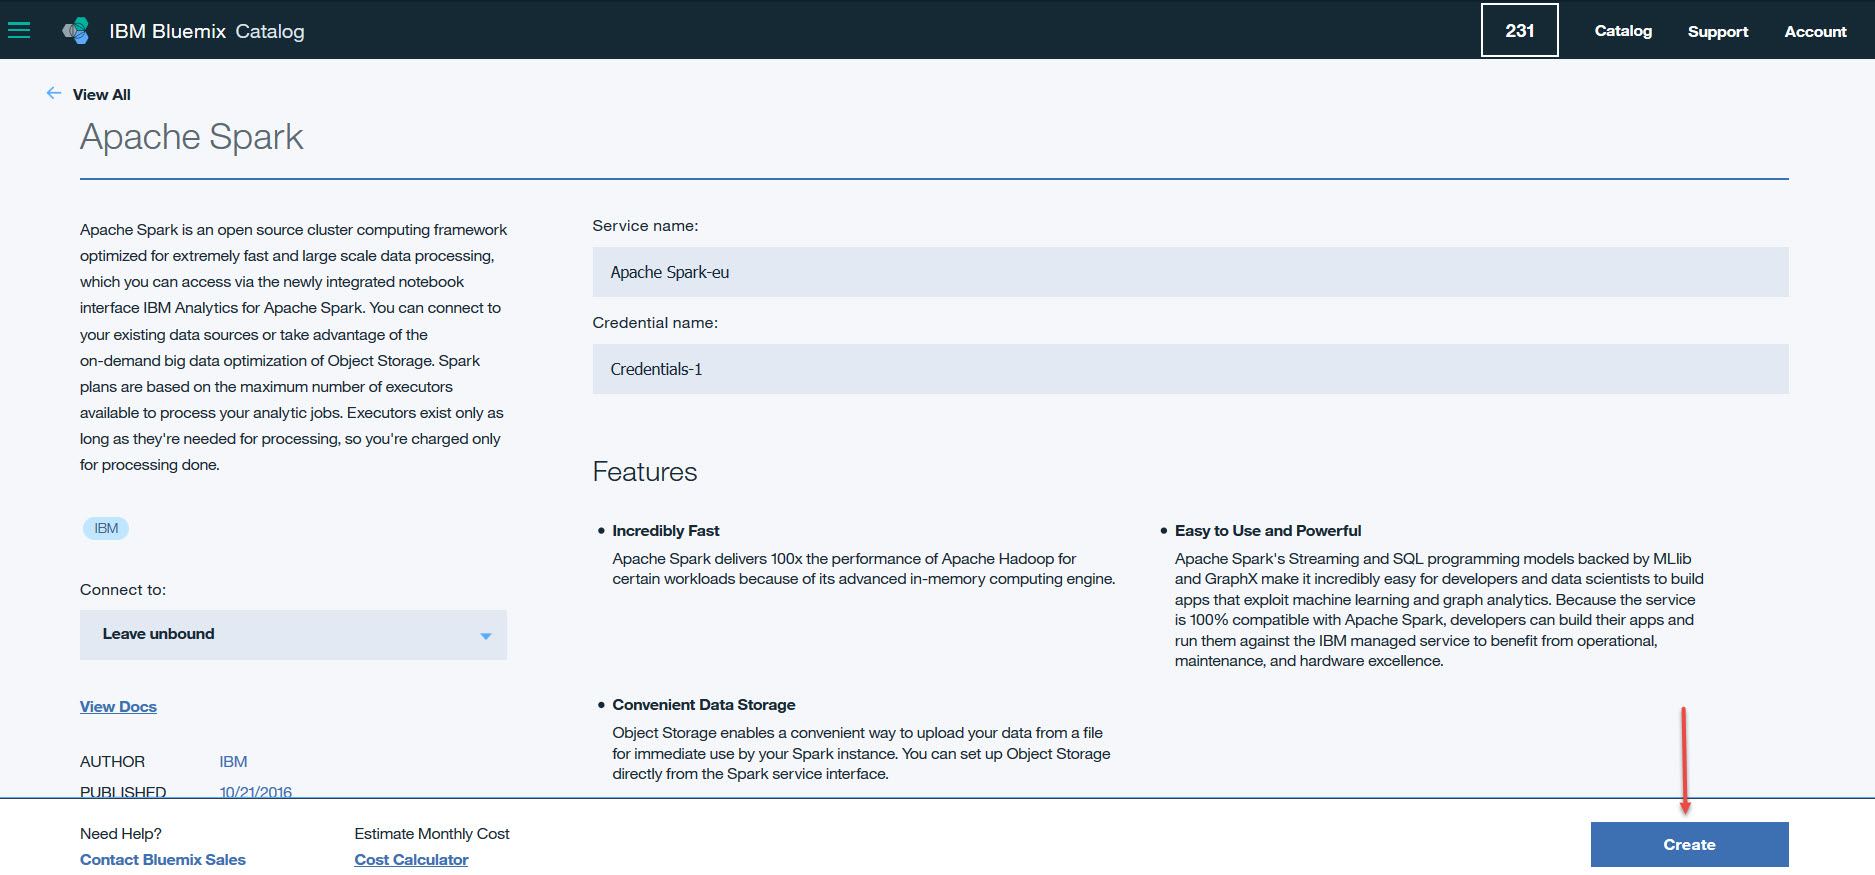 IBM Bluemix Catalog
231
Catalog
Support
Account
View All
Apache Spark
Apache Spark is an open source cluster computing framework
optimized for extremely fast and large scale data processing,
which you can access via the newly integrated notebook
interface IBM Analytics for Apache Spark. You can connect to
your existing data sources or take advantage of the
on-demand big data optimization of Object Storage. Spark
plans are based on the maximum number of executors
available to process your analytic jobs. Executors exist only as
long as they're needed for processing, so you're charged only
for processing done.
IBM
Connect to:
Leave unbound
View Docs
AUTHOR IBM
PUBLISHED 10/21/2016
Service name:
Apache Spark-eu
Credential name:
Credentials-1
Features
• Incredibly Fast
Apache Spark delivers 100x the performance of Apache Hadoop for
certain workloads because of its advanced in-memory computing engine.
• Easy to Use and Powerful
Apache Spark's Streaming and SQL programming models backed by MLlib
and GraphX make it incredibly easy for developers and data scientists to build
apps that exploit machine learning and graph analytics. Because the service
is 100% compatible with Apache Spark, developers can build their apps and
run them against the IBM managed service to benefit from operational,
maintenance, and hardware excellence.
• Convenient Data Storage
Object Storage enables a convenient way to upload your data from a file
for immediate use by your Spark instance. You can set up Object Storage
directly from the Spark service interface.
Need Help?
Contact Bluemix Sales
Estimate Monthly Cost
Cost Calculator
Create